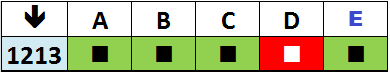 🡻 A B C D E
1213 ■ ■ ■ ■ ■